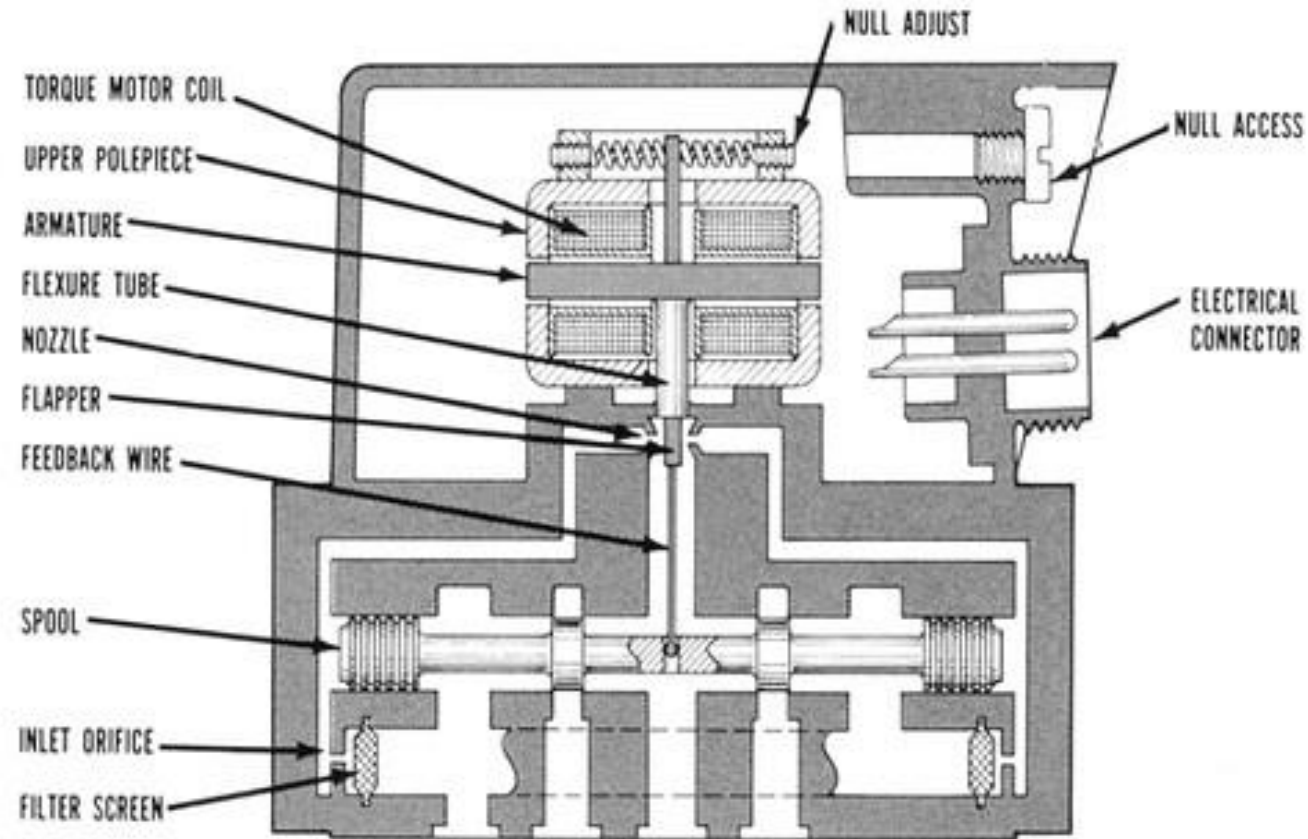 NULL ADJUST
TORQUE MOTOR COIL
NULL ACCESS
UPPER POLEPIECE
ARMATURE
FLEXURE TUBE
ELECTRICAL
CONNECTOR
NOZZLE
FLAPPER
FEEDBACK WIRE
SPOOL
INLET ORIFICE
FILTER SCREEN